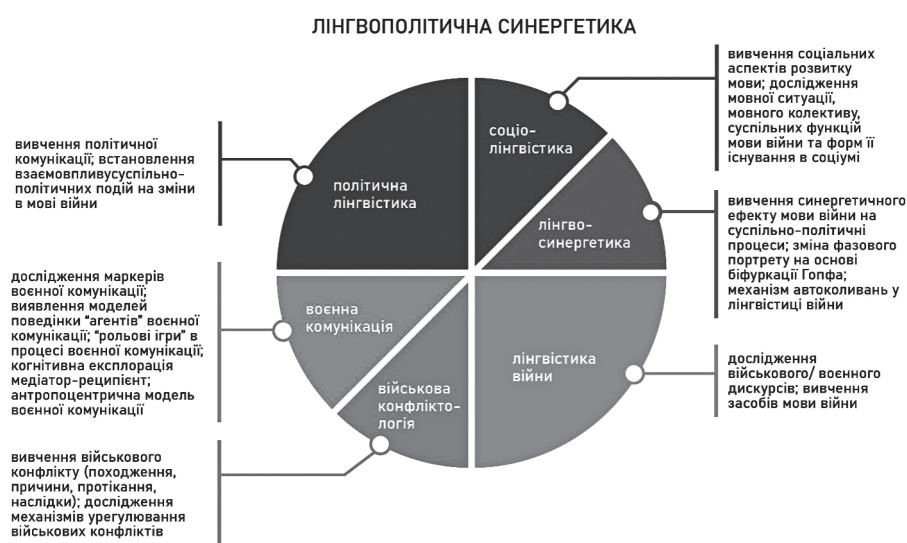 ЛІНГВОПОЛІТИЧНА СИНЕРГЕТИКА
вивчення політичної
комунікації; встановлення
взаємовпливусуспільно-
політичних подій на зміни
в мові війни
політична
лінгвістика
соціо-
лінгвістика
вивчення соціальних
аспектів розвитку
мови; дослідження
мовної ситуації,
мовного колективу,
суспільних функцій
мови війни та форм її
існування в соціумі
лінгво-
синергетика
вивчення синергетичного
ефекту мови війни на
суспільно-політичні
процеси; зміна фазового
портрету на основі
біфуркації Гопфа;
механізм автоколивань у
лінгвістиці війни
дослідження маркерів
воєнної комунікації;
виявлення моделей
поведінки "агентів" воєнної
комунікації; "рольові ігри" в
процесі воєнної комунікації;
когнітивна експлорація
медіатор-реципієнт;
антропоцентрична модель
воєнної комунікації
воєнна
комунікація
лінгвістика
війни
дослідження
військового/ воєнного
дискурсів; вивчення
засобів мови війни
військова
конфлікто-
логія
вивчення військового
конфлікту (походження,
причини, протікання,
наслідки); дослідження
механізмів урегулювання
військових конфліктів